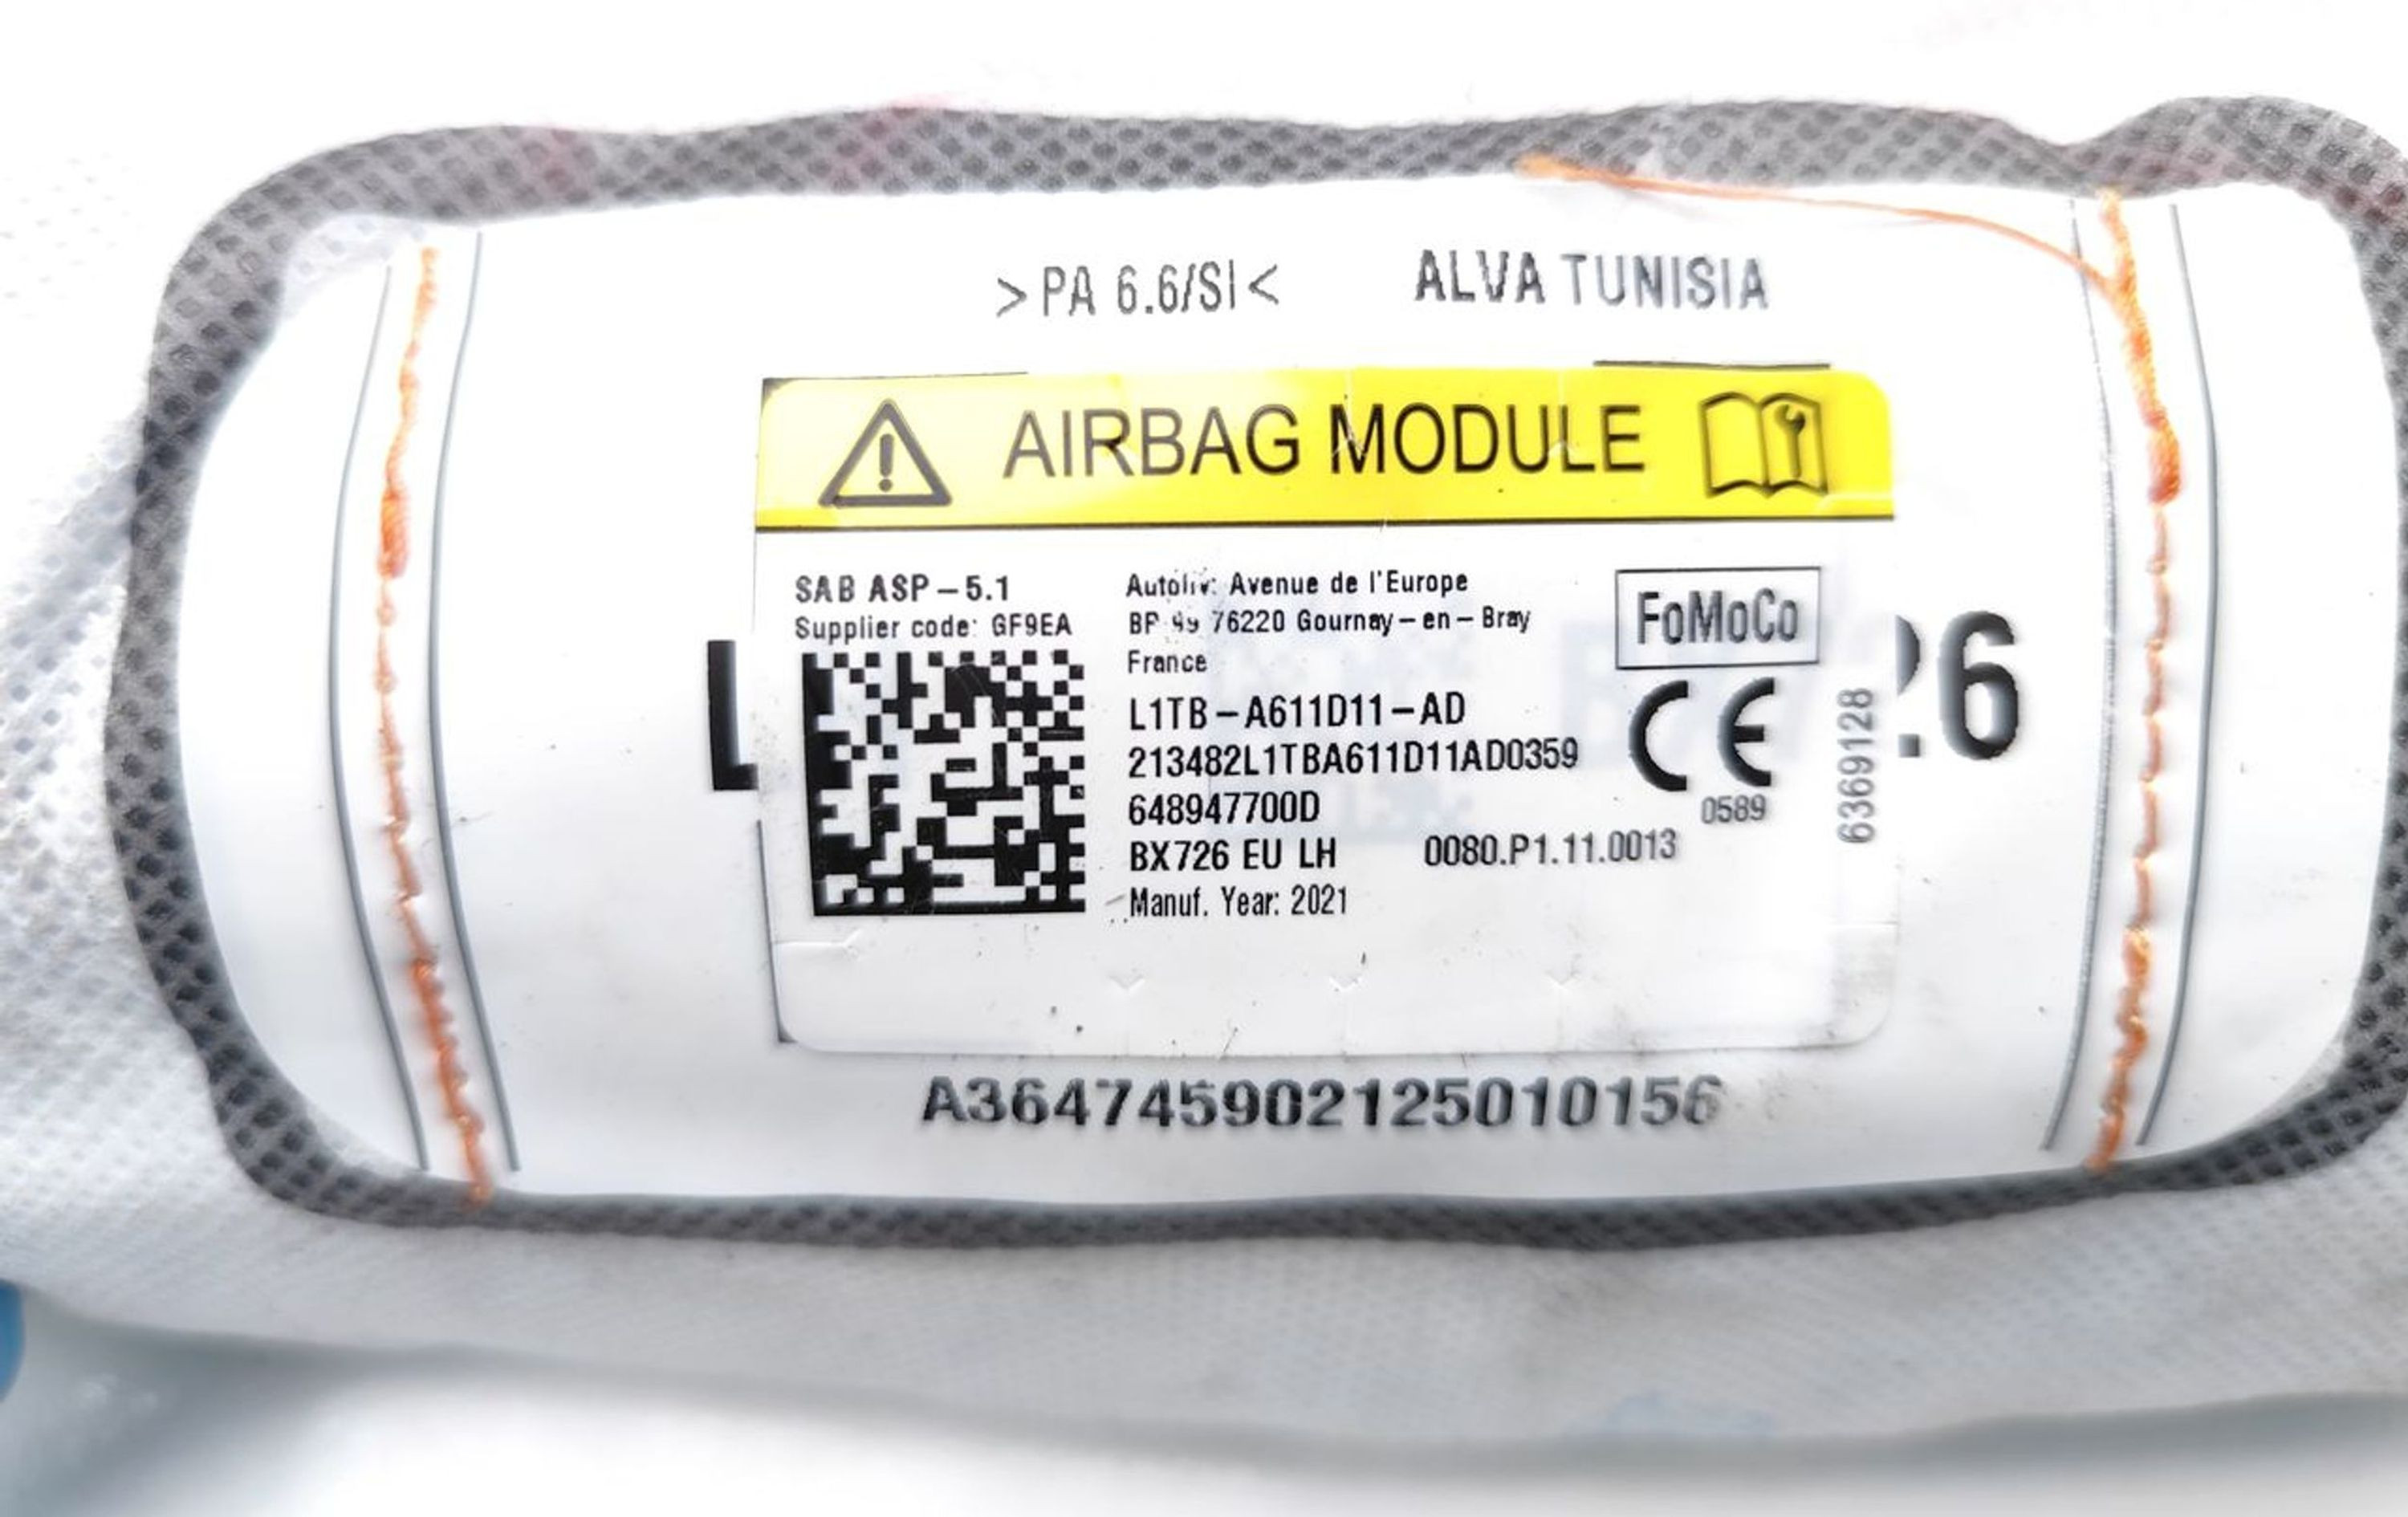 >PA 6.6/SI< ALVA TUNISIA
AIRBAG MODULE
SAB ASP-5.1
Supplier code: GF9EA
Autoliv: Avenue de l'Europe
76220 Gournay-en-Bray
France
L1TB-A611D11-AD
213482L1TBA611D11AD0359
648947700D
BX726 EU LH
0080.P1.11.0013
Manuf. Year: 2021
FoMoCo
CE
0589
6369128
L
26
A364745902125010156